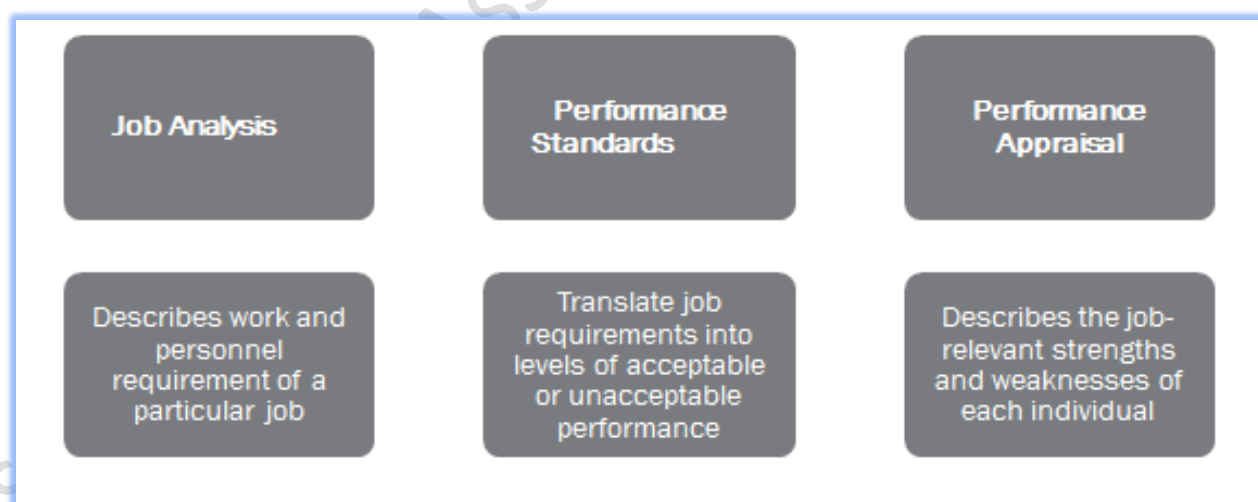 Job Analysis
Performance
Standards
Performance
Appraisal
Describes work and
personnel
requirement of a
particular job
Translate job
requirements into
levels of acceptable
or unacceptable
performance
Describes the job-
relevant strengths
and weaknesses of
each individual